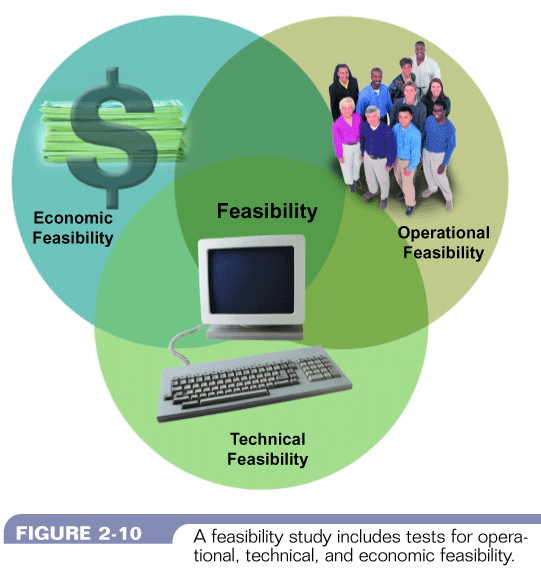 Economic
Feasibility
Feasibility
Operational
Feasibility
Technical
Feasibility
FIGURE 2-10
A feasibility study includes tests for opera-
tional, technical, and economic feasibility.